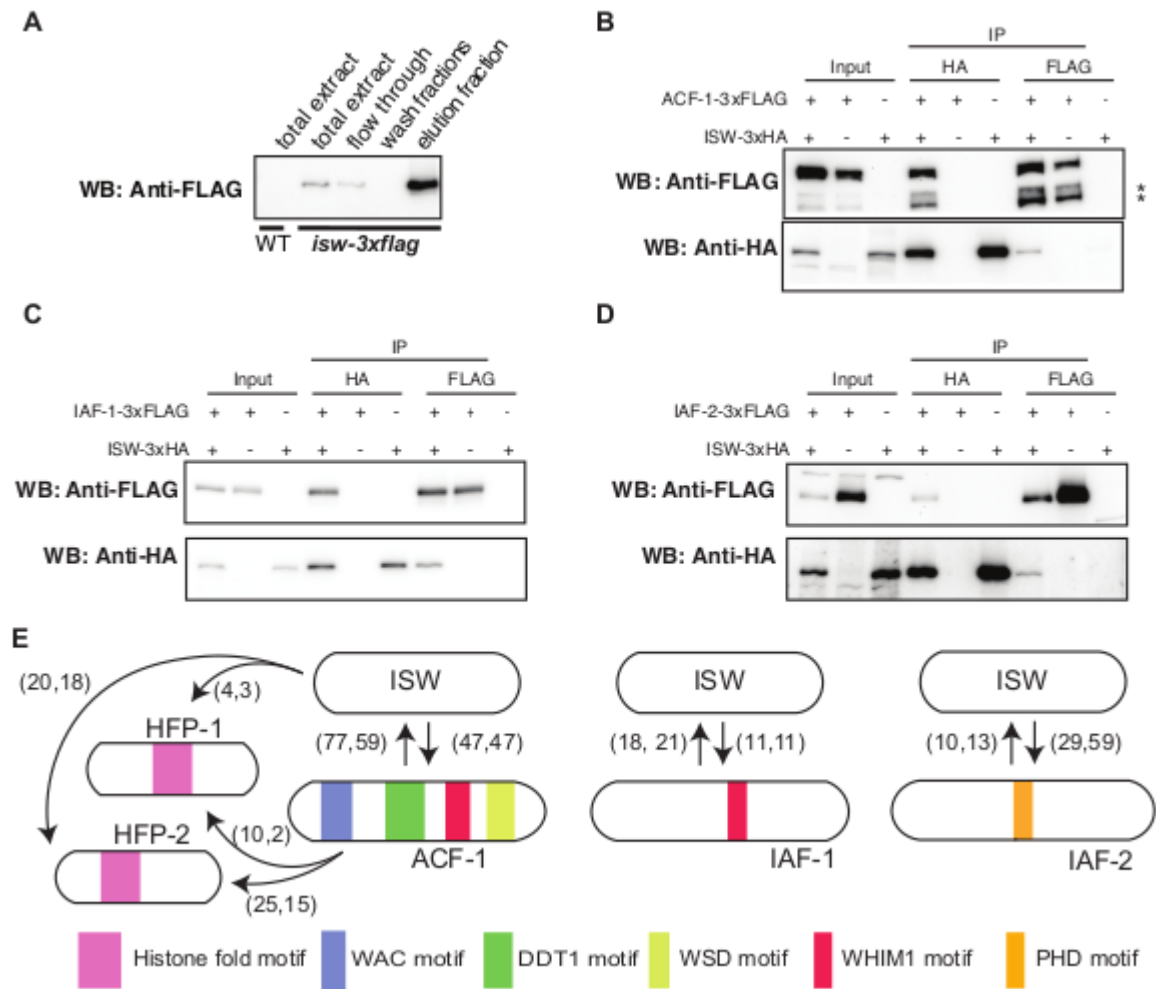 A
total extract
total extract
flow through
wash fractions
elution fraction
WB: Anti-FLAG
WT
isw-3xflag
B
IP
Input HA FLAG
ACF-1-3xFLAG + + - + + - + + -
ISW-3xHA + - + + - + + - +
WB: Anti-FLAG
*
*
WB: Anti-HA
C
IP
Input HA FLAG
IAF-1-3xFLAG + + - + + - + + -
ISW-3xHA + - + + - + + - +
WB: Anti-FLAG
WB: Anti-HA
D
IP
Input HA FLAG
IAF-2-3xFLAG + + - + + - + + -
ISW-3xHA + - + + - + + - +
WB: Anti-FLAG
WB: Anti-HA
E
(20,18)
(4,3)
HFP-1
HFP-2
(10,2)
(25,15)
ISW
(77,59) (47,47)
ACF-1
ISW
(18, 21) (11,11)
IAF-1
ISW
(10,13) (29,59)
IAF-2
Histone fold motif
WAC motif
DDT1 motif
WSD motif
WHIM1 motif
PHD motif